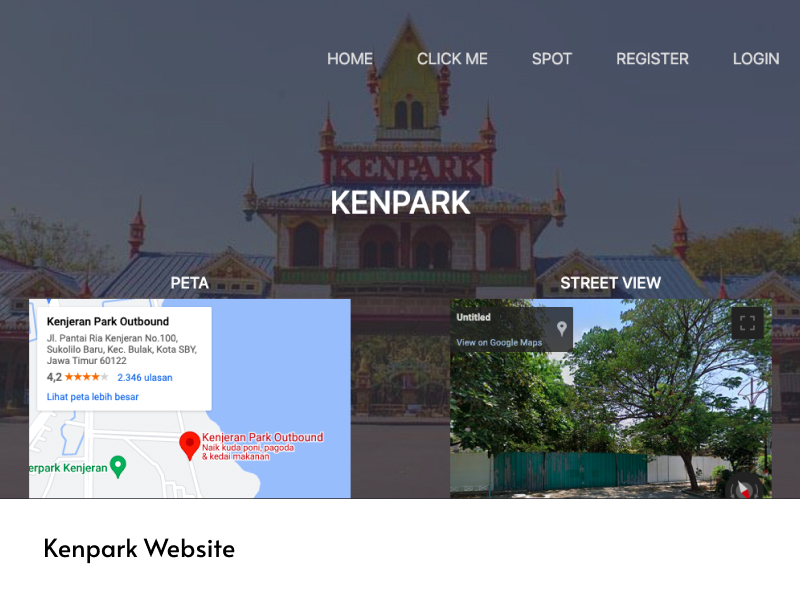 HOME CLICK ME SPOT REGISTER LOGIN
KENPARK
KENPARK
PETA
STREET VIEW
Kenjeran Park Outbound
Jl. Pantai Ria Kenjeran No.100,
Sukolilo Baru, Kec. Bulak, Kota SBY,
Jawa Timur 60122
4,2 2.346 ulasan
Lihat peta lebih besar
Kenjeran Park Outbound
Naik kuda poni, pagoda
& kedai makanan
erpark Kenjeran
Untitled
View on Google Maps
Kenpark Website